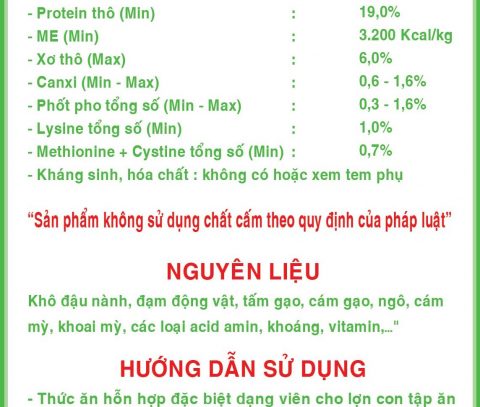 - Protein thô (Min) : 19,0%
- ME (Min) : 3.200 Kcal/kg
- Xơ thô (Max) : 6,0%
- Canxi (Min - Max) : 0,6 - 1,6%
- Phốt pho tổng số (Min - Max) : 0,3 - 1,6%
- Lysine tổng số (Min) : 1,0%
- Methionine + Cystine tổng số (Min) : 0,7%
- Kháng sinh, hóa chất : không có hoặc xem tem phụ
“Sản phẩm không sử dụng chất cấm theo quy định của pháp luật”
NGUYÊN LIỆU
Khô đậu nành, đạm động vật, tấm gạo, cám gạo, ngô, cám
mỳ, khoai mỳ, các loại acid amin, khoáng, vitamin,..."
HƯỚNG DẪN SỬ DỤNG
- Thức ăn hỗn hợp đặc biệt dạng viên cho lợn con tập ăn